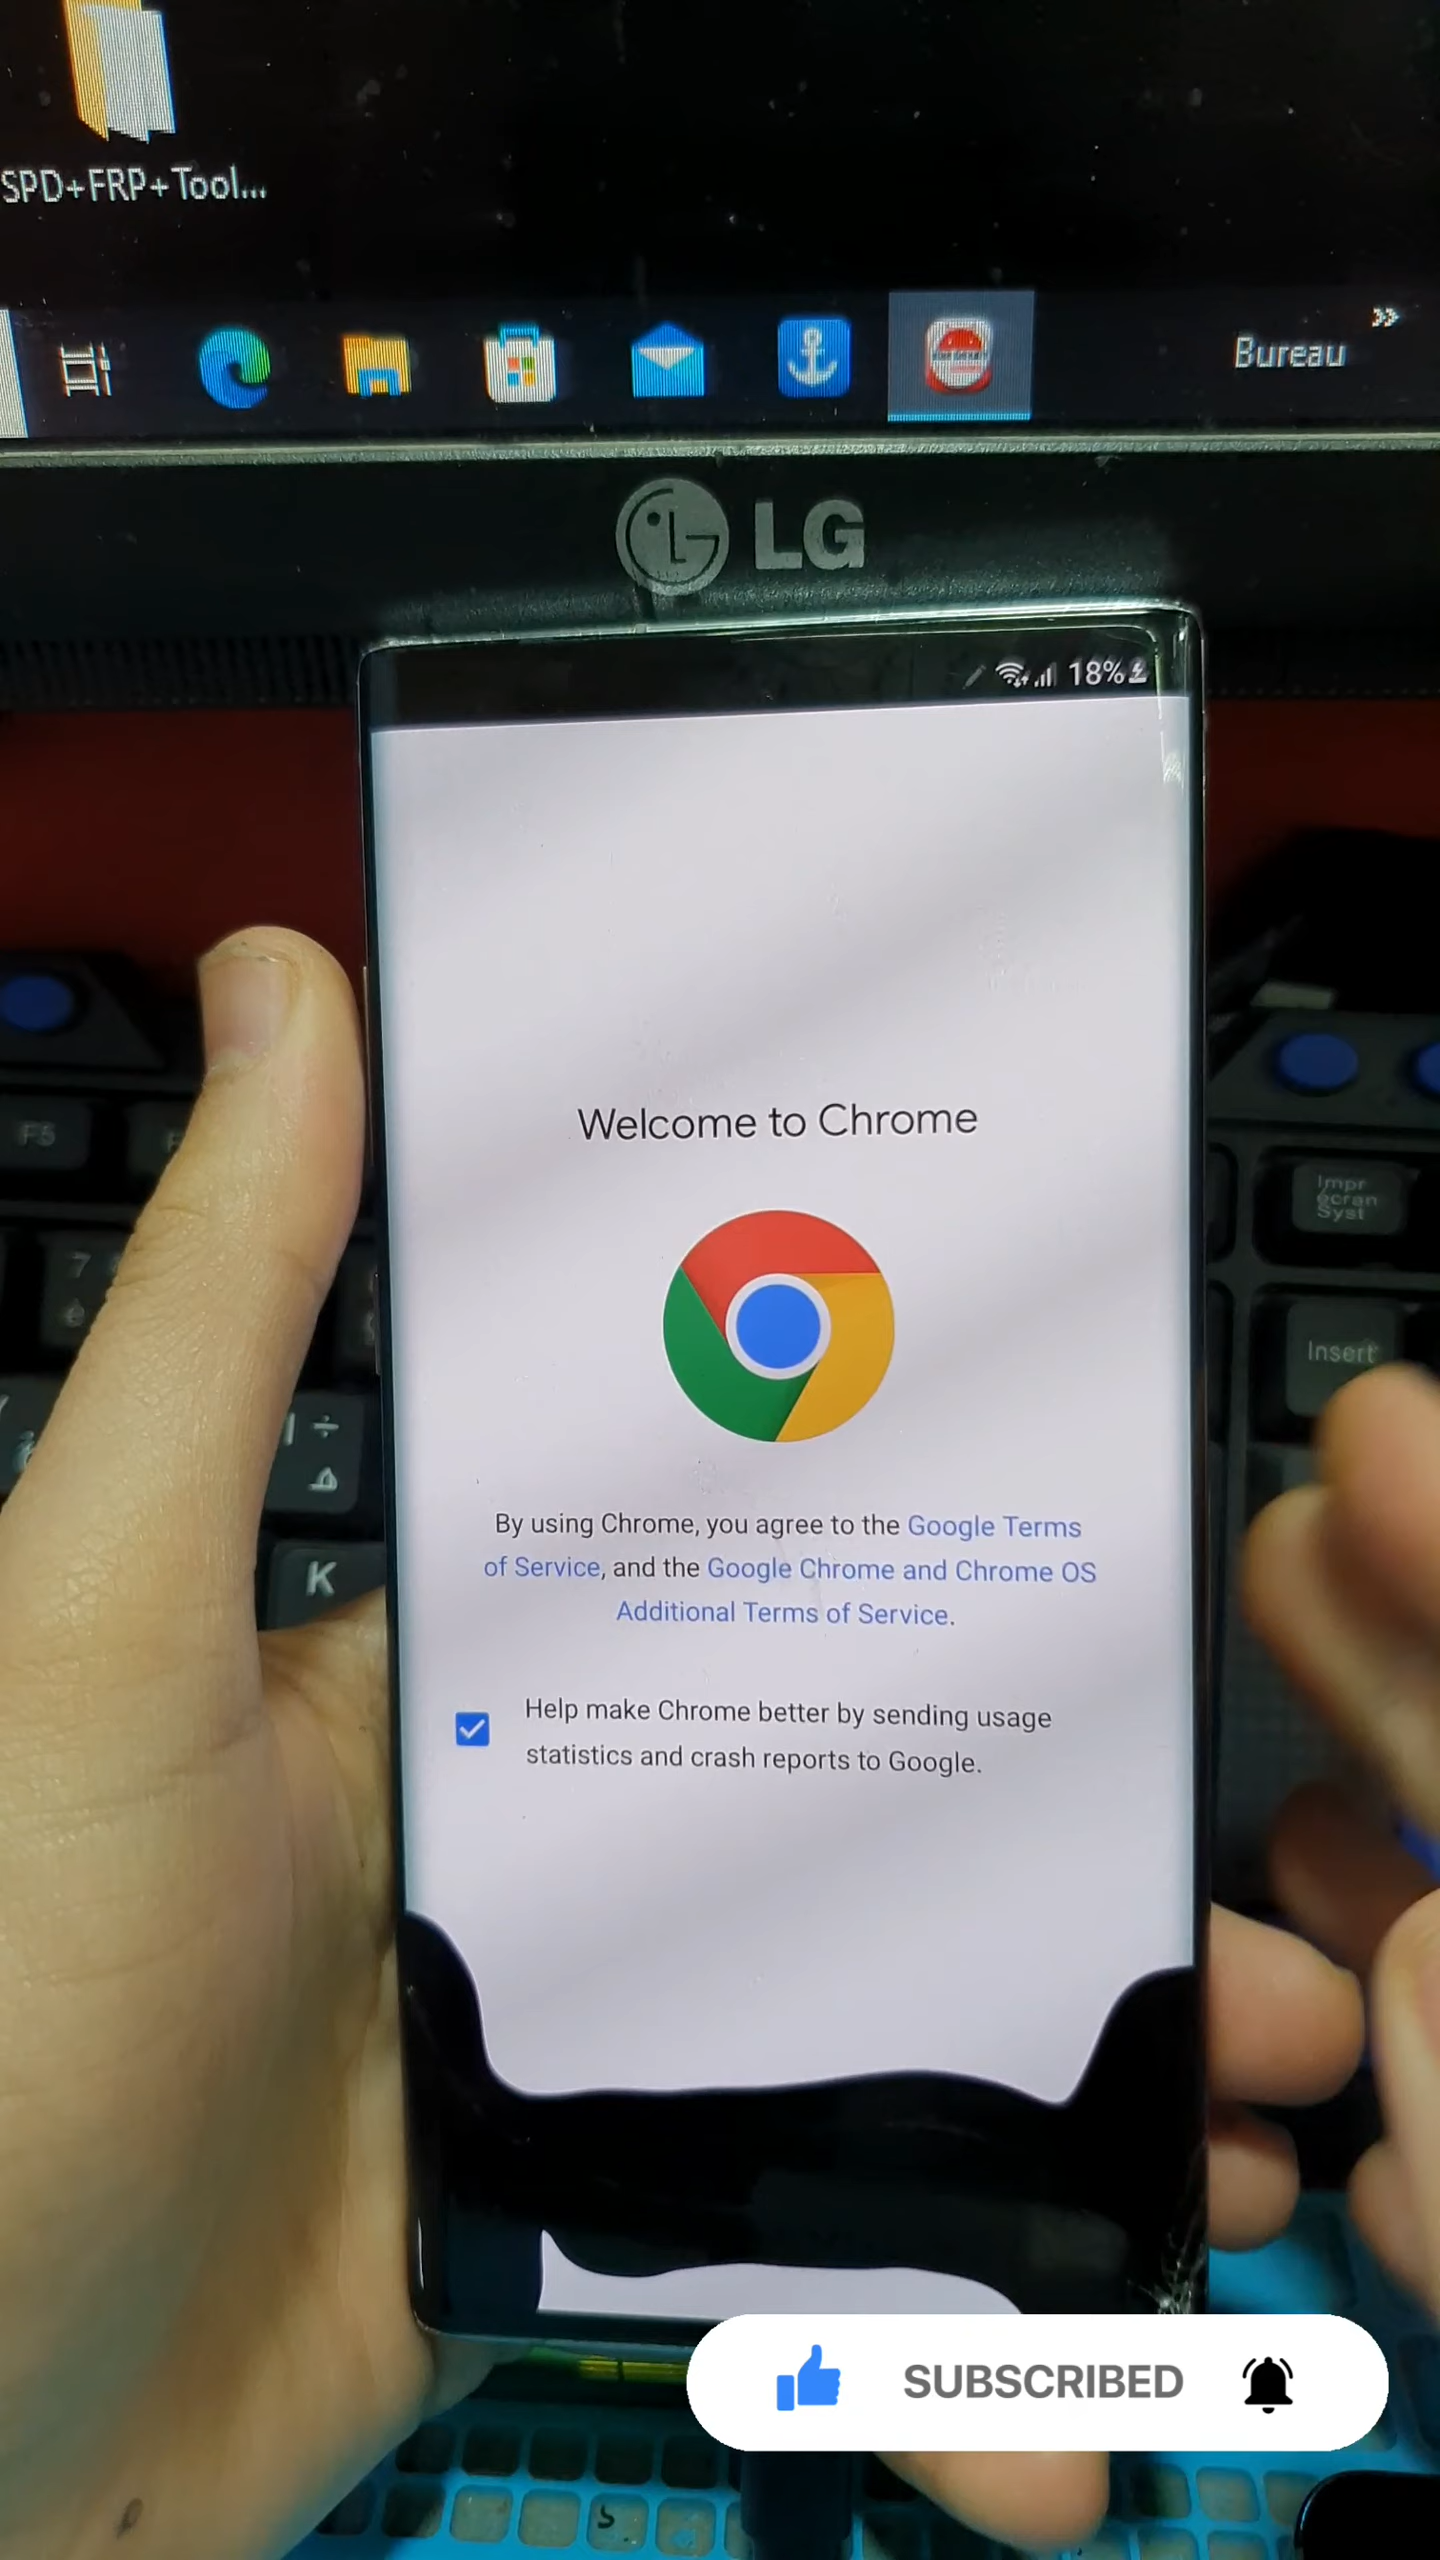 SPD+FRP+Tool...
Bureau
LG
18%
Welcome to Chrome
By using Chrome, you agree to the Google Terms
of Service, and the Google Chrome and Chrome OS
Additional Terms of Service.
Help make Chrome better by sending usage
statistics and crash reports to Google.
F5
7
é
K
Impr
écran
Syst
Insert
SUBSCRIBED